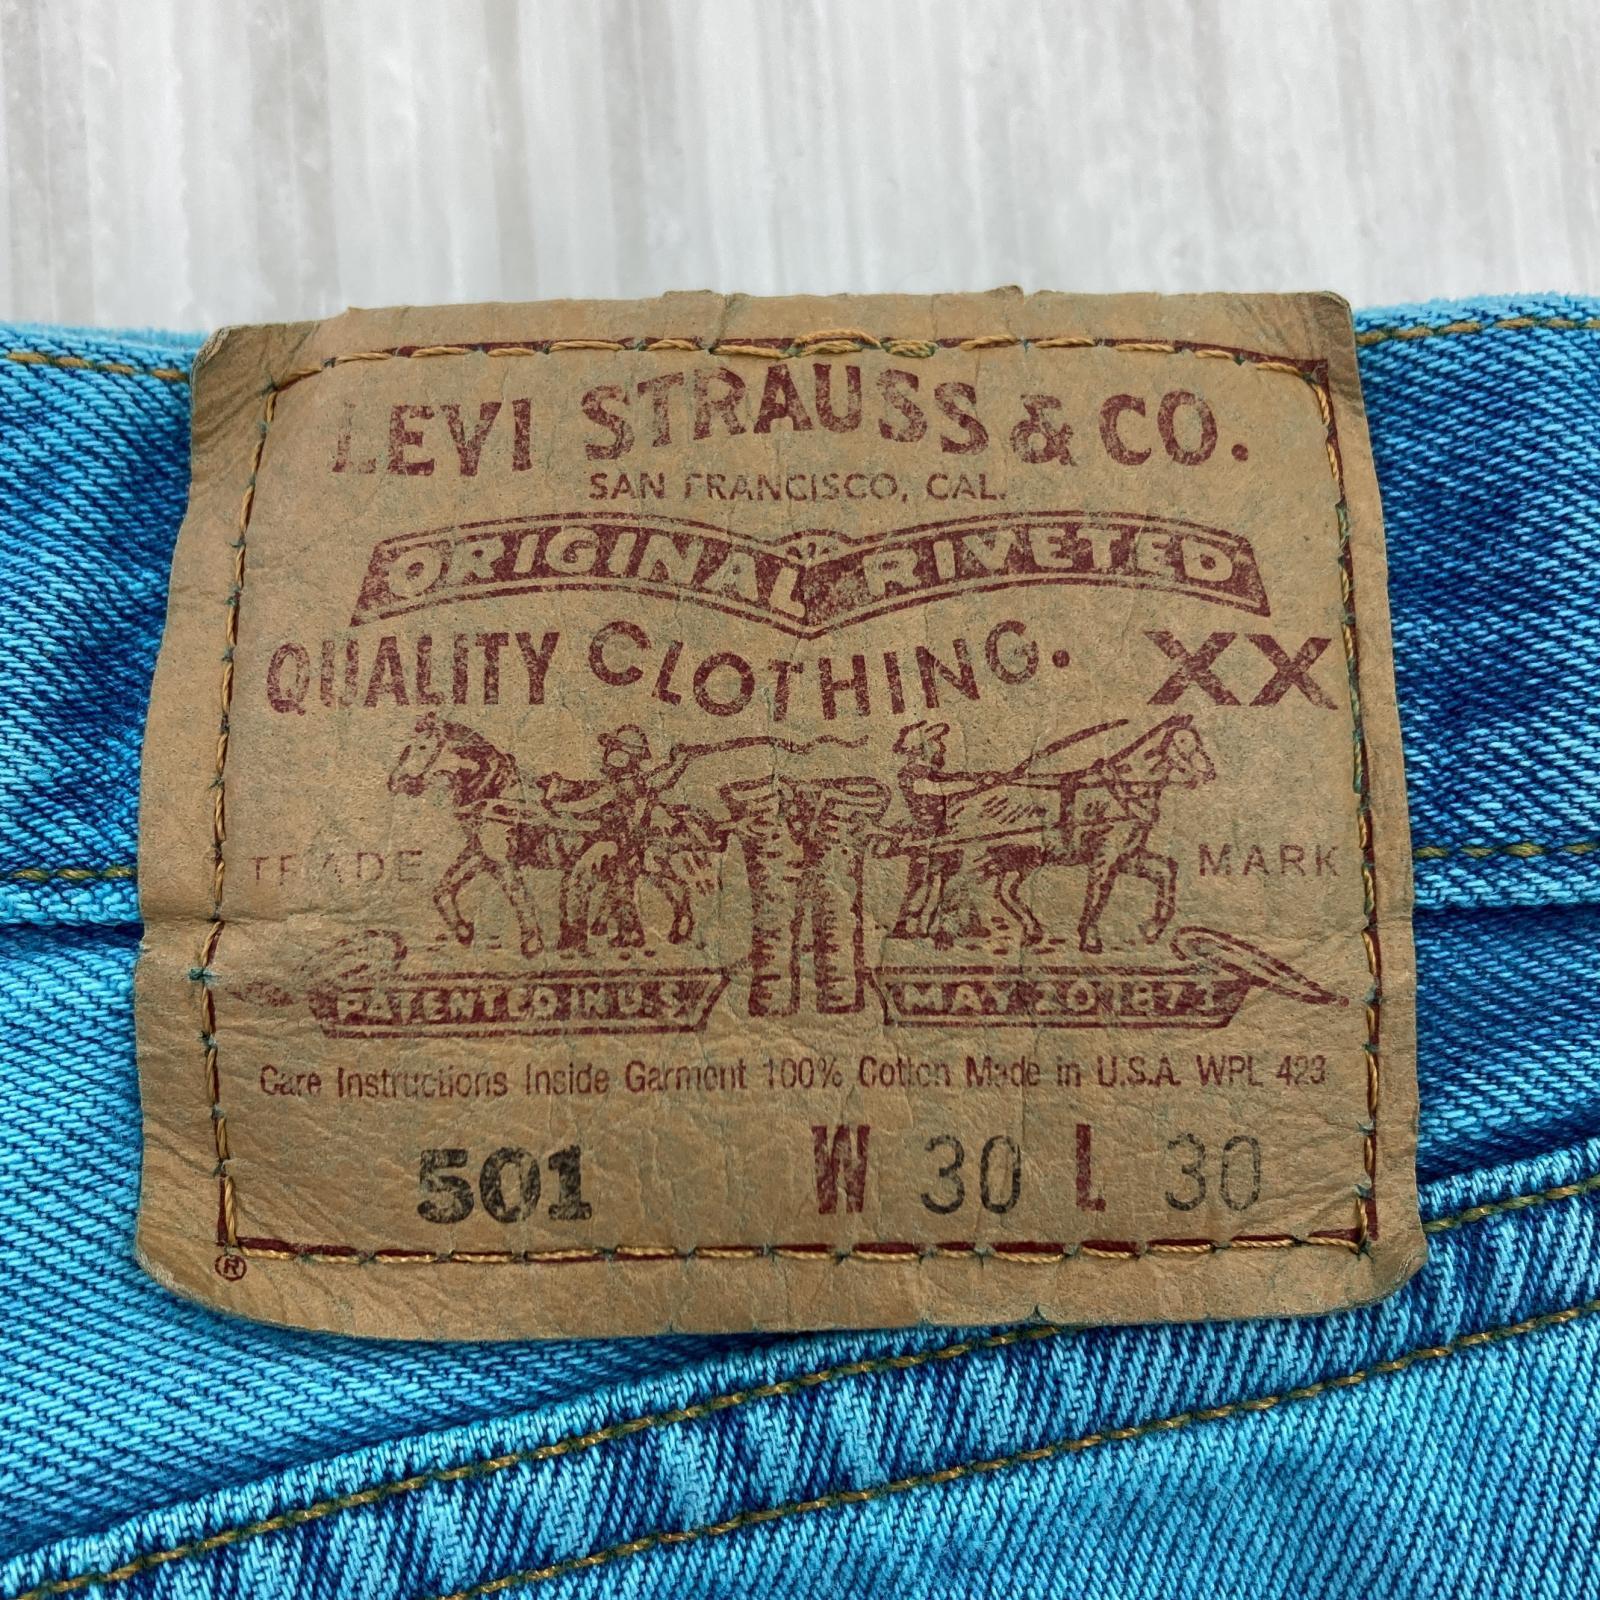 LEVI STRAUSS & CO.
SAN FRANCISCO, CAL.
ORIGINAL RIVETED
QUALITY CLOTHING. XX
TRADE MARK
PATENTED IN U.S. MAY 20 1873
Care Instructions Inside Garment 100% Cotton Made in U.S.A. WPL 423
501 W 30 L 30
®